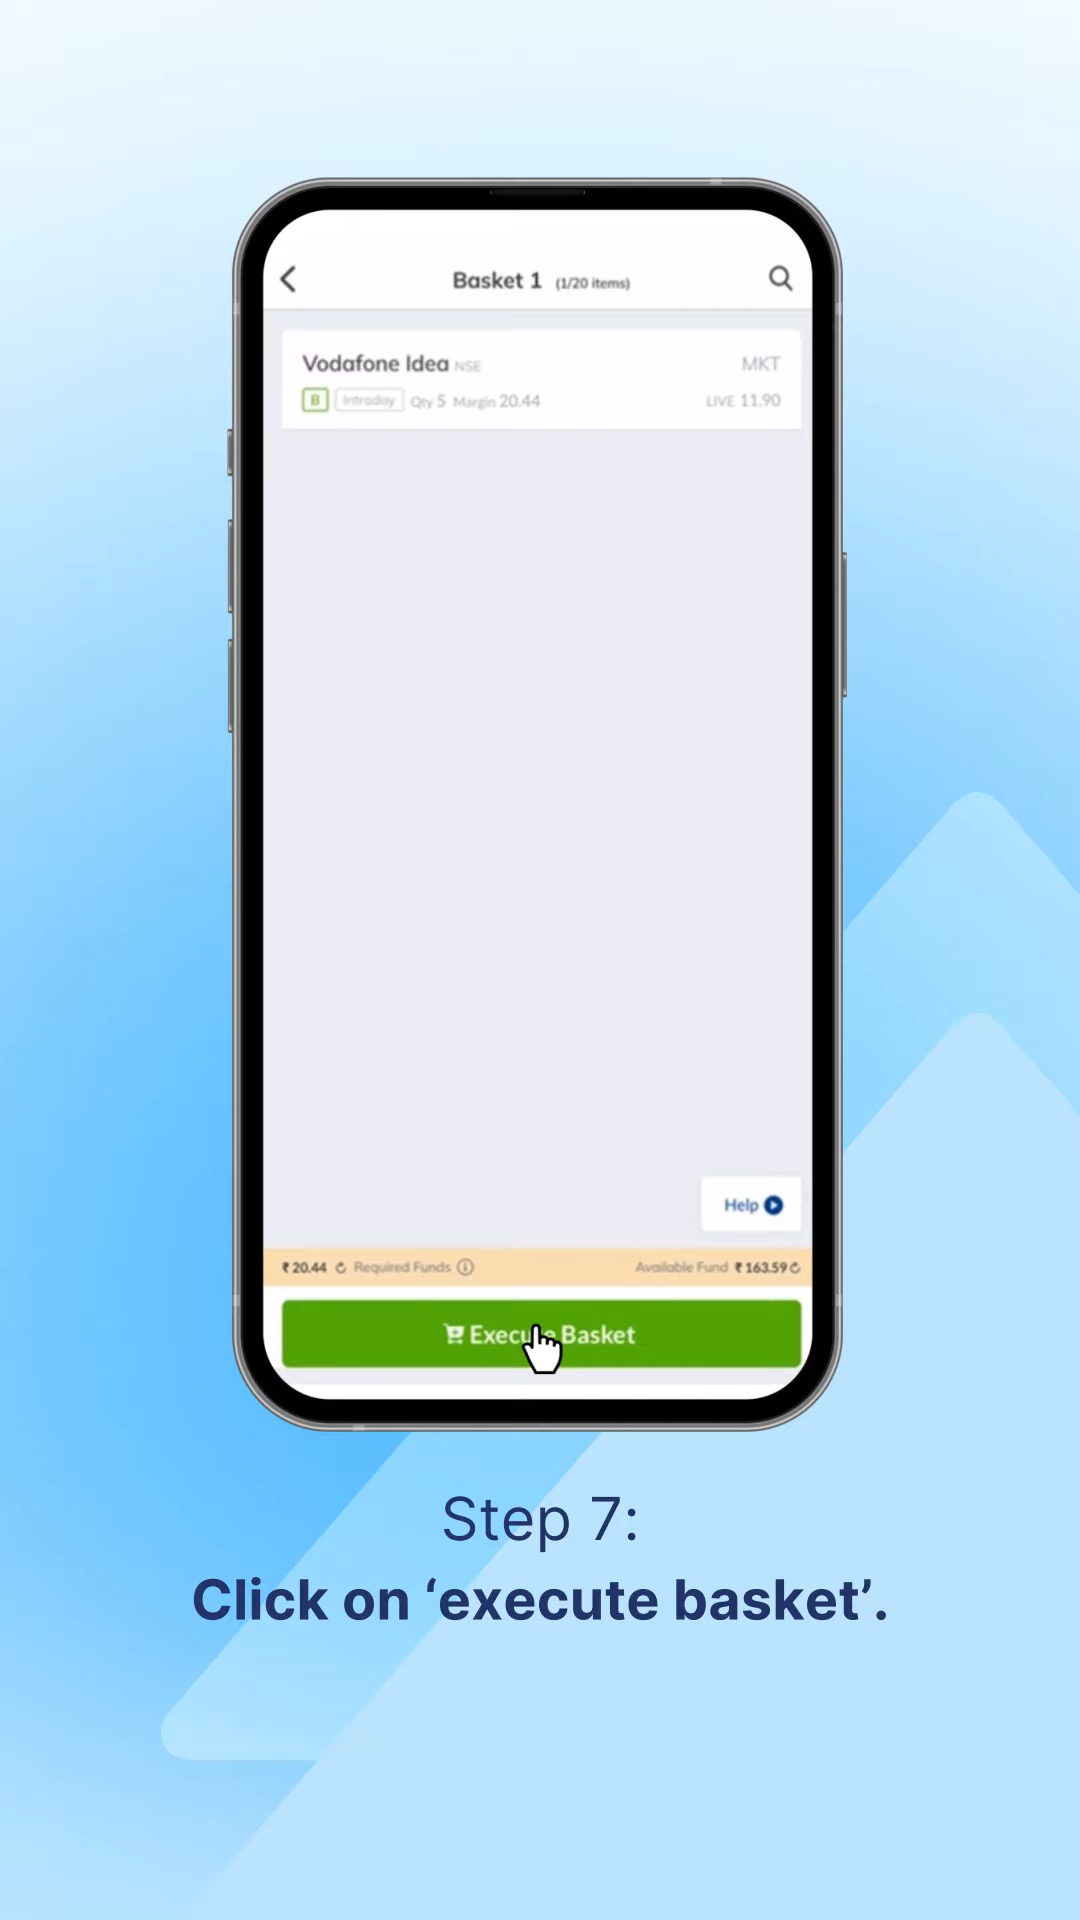 Basket 1 (1/20 items)
Vodafone Idea NSE MKT
B Intraday Qty 5 Margin 20.44 LIVE 11.90
Help
₹ 20.44 Required Funds Available Fund ₹ 163.59
Execute Basket
Step 7:
Click on ‘execute basket’.